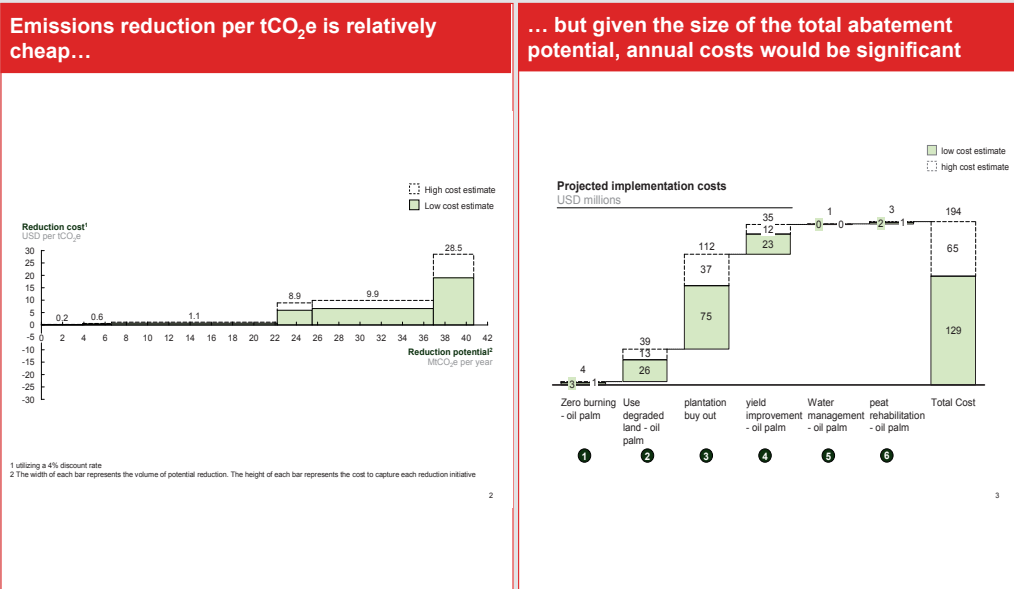 Emissions reduction per tCO2e is relatively
cheap…
High cost estimate
Low cost estimate
Reduction cost1
USD per tCO2e
30
25
20
15
10
5
0
-5
-10
-15
-20
-25
-30
0.2
0.6
1.1
8.9
9.9
28.5
0 2 4 6 8 10 12 14 16 18 20 22 24 26 28 30 32 34 36 38 40 42
Reduction potential2
MtCO2e per year
1 utilizing a 4% discount rate
2 The width of each bar represents the volume of potential reduction. The height of each bar represents the cost to capture each reduction initiative
2
… but given the size of the total abatement
potential, annual costs would be significant
low cost estimate
high cost estimate
Projected implementation costs
USD millions
4
3 1
39
13
26
112
37
75
35
12
23
1
0 0
3
2 1
194
65
129
Zero burning
- oil palm
Use
degraded
land - oil
palm
plantation
buy out
yield
improvement
- oil palm
Water
management
- oil palm
peat
rehabilitation
- oil palm
Total Cost
1 2 3 4 5 6
3